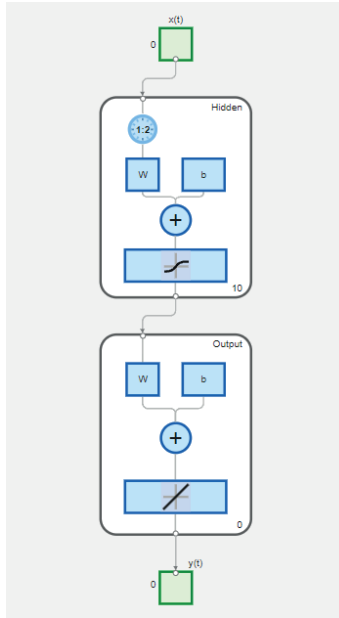 x(t)
0
Hidden
1:2
W b
+
10
Output
W b
+
0
y(t)
0